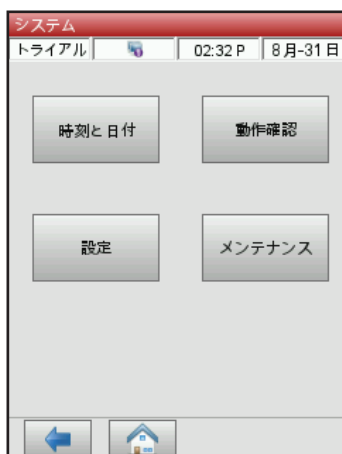 システム
トライアル 02:32 P 8月-31日
時刻と日付 動作確認
設定 メンテナンス